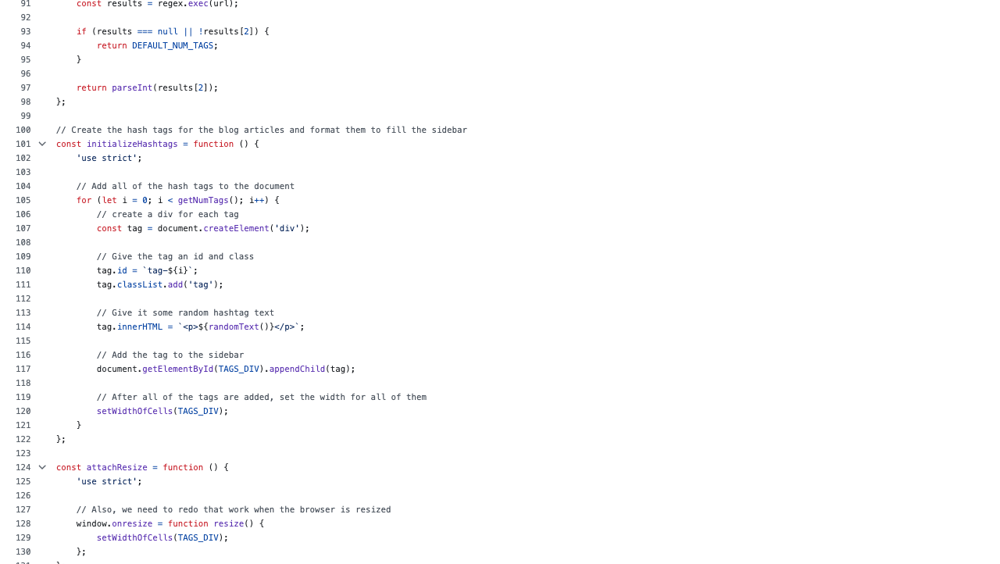 91 const results = regex.exec(url);
92
93 if (results === null || !results[2]) {
94 return DEFAULT_NUM_TAGS;
95 }
96
97 return parseInt(results[2]);
98 };
99
100 // Create the hash tags for the blog articles and format them to fill the sidebar
101 const initializeHashtags = function () {
102 'use strict';
103
104 // Add all of the hash tags to the document
105 for (let i = 0; i < getNumTags(); i++) {
106 // create a div for each tag
107 const tag = document.createElement('div');
108
109 // Give the tag an id and class
110 tag.id = `tag-${i}`;
111 tag.classList.add('tag');
112
113 // Give it some random hashtag text
114 tag.innerHTML = `<p>${randomText()}</p>`;
115
116 // Add the tag to the sidebar
117 document.getElementById(TAGS_DIV).appendChild(tag);
118
119 // After all of the tags are added, set the width for all of them
120 setWidthOfCells(TAGS_DIV);
121 }
122 };
123
124 const attachResize = function () {
125 'use strict';
126
127 // Also, we need to redo that work when the browser is resized
128 window.onresize = function resize() {
129 setWidthOfCells(TAGS_DIV);
130 };